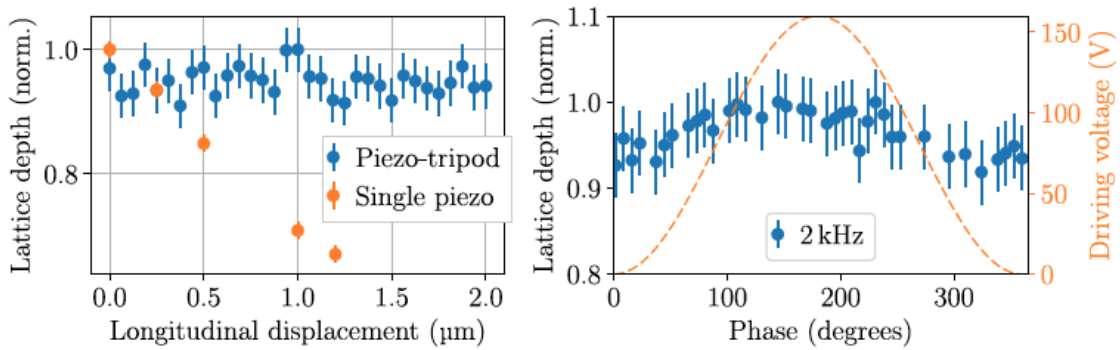 Lattice depth (norm.)
1.0
0.8
0.0
0.5
1.0
1.5
2.0
Longitudinal displacement (µm)
Piezo-tripod
Single piezo
Lattice depth (norm.)
1.1
1.0
0.9
0.8
0
100
200
300
Phase (degrees)
2 kHz
150
100
50
0
Driving voltage (V)